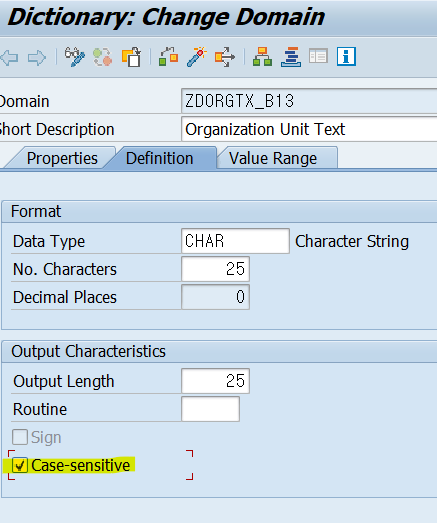 Dictionary: Change Domain
Domain ZDORGTX_B13
Short Description Organization Unit Text
Properties Definition Value Range
Format
Data Type CHAR Character String
No. Characters 25
Decimal Places 0
Output Characteristics
Output Length 25
Routine
Sign
Case-sensitive